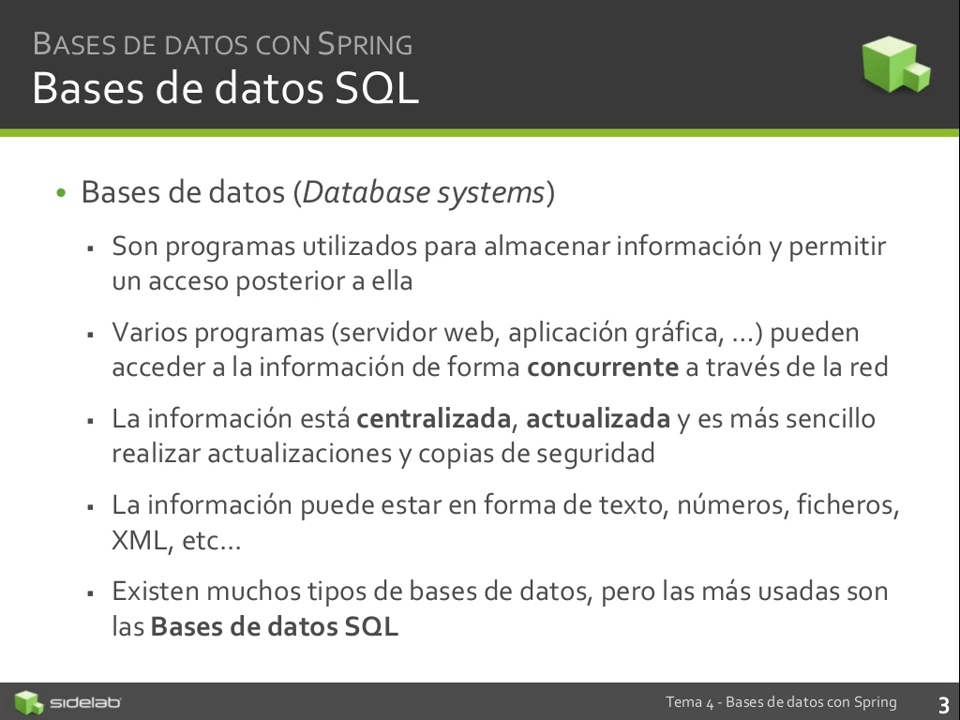 BASES DE DATOS CON SPRING
Bases de datos SQL
• Bases de datos (Database systems)
▪ Son programas utilizados para almacenar información y permitir
un acceso posterior a ella
▪ Varios programas (servidor web, aplicación gráfica, ...) pueden
acceder a la información de forma concurrente a través de la red
▪ La información está centralizada, actualizada y es más sencillo
realizar actualizaciones y copias de seguridad
▪ La información puede estar en forma de texto, números, ficheros,
XML, etc...
▪ Existen muchos tipos de bases de datos, pero las más usadas son
las Bases de datos SQL
sidelab
Tema 4 - Bases de datos con Spring
3